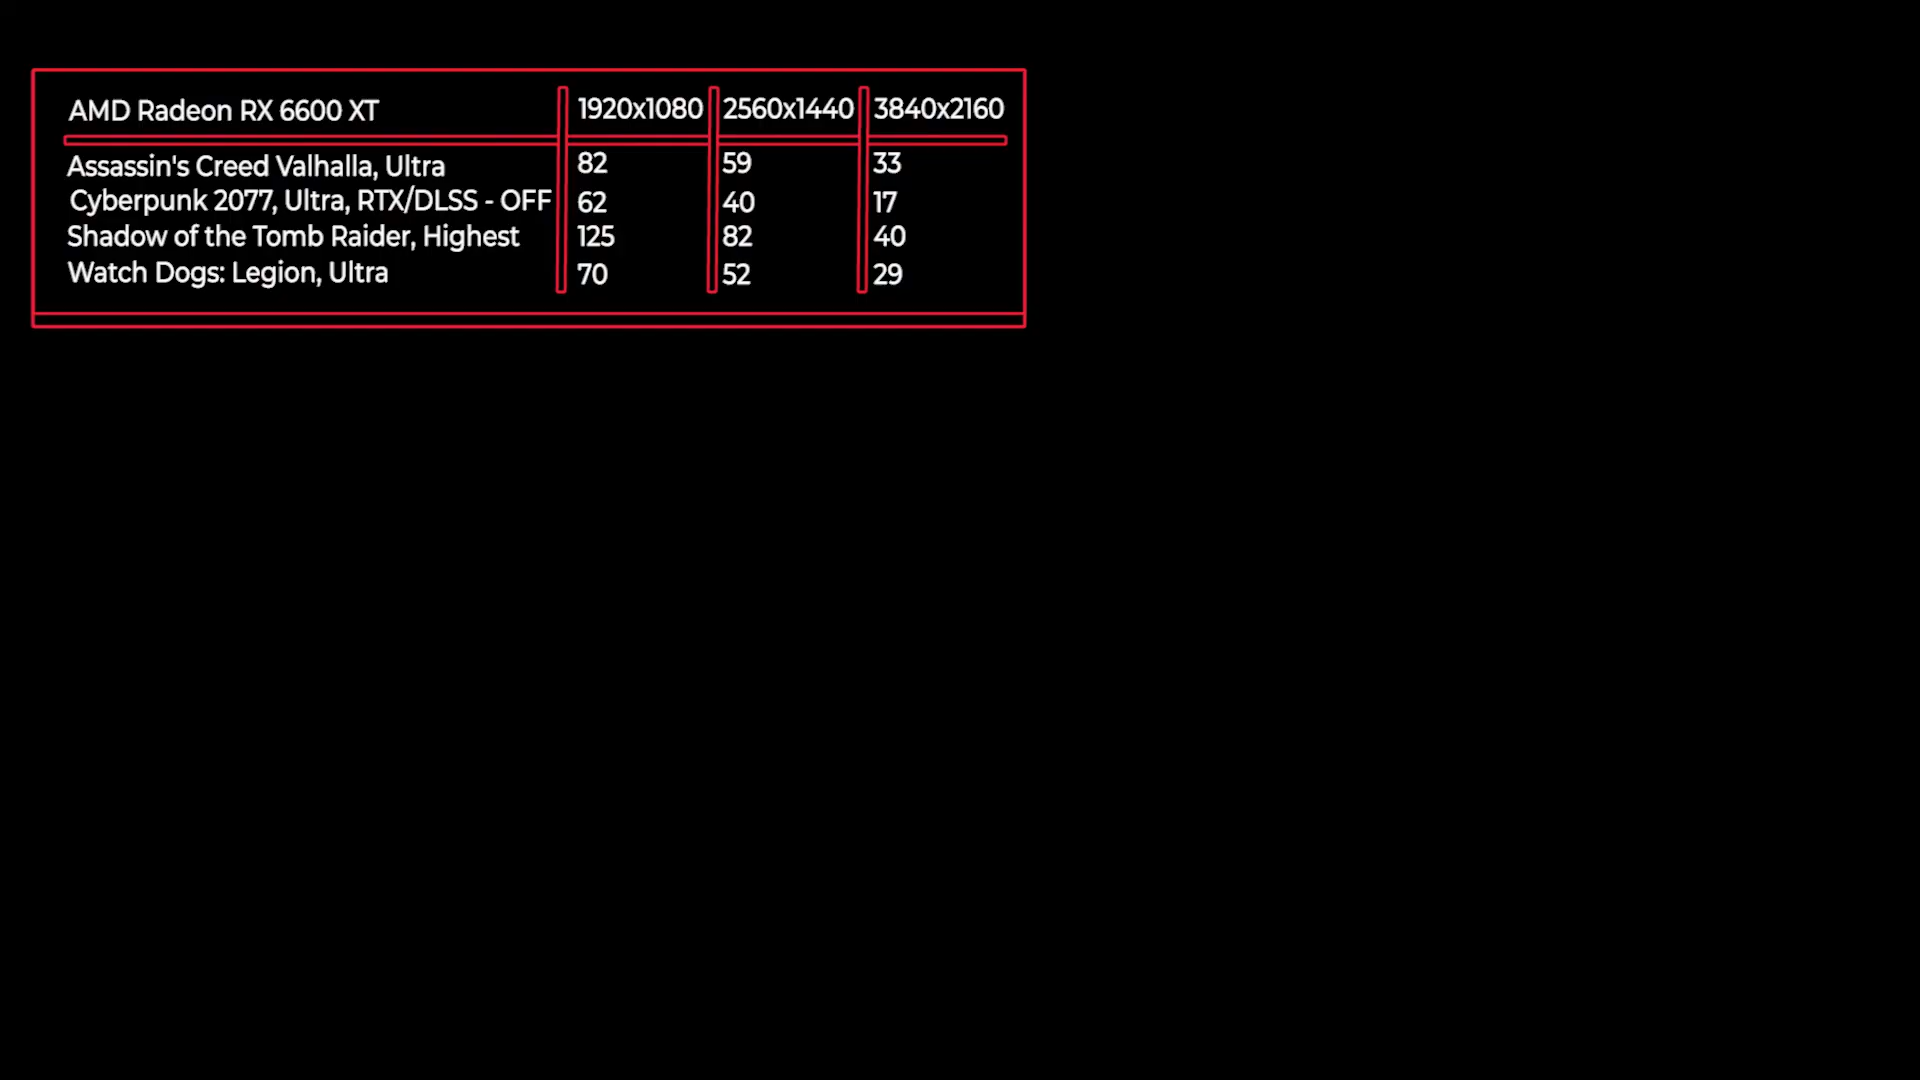 AMD Radeon RX 6600 XT 1920x1080 2560x1440 3840x2160
Assassin's Creed Valhalla, Ultra 82 59 33
Cyberpunk 2077, Ultra, RTX/DLSS - OFF 62 40 17
Shadow of the Tomb Raider, Highest 125 82 40
Watch Dogs: Legion, Ultra 70 52 29